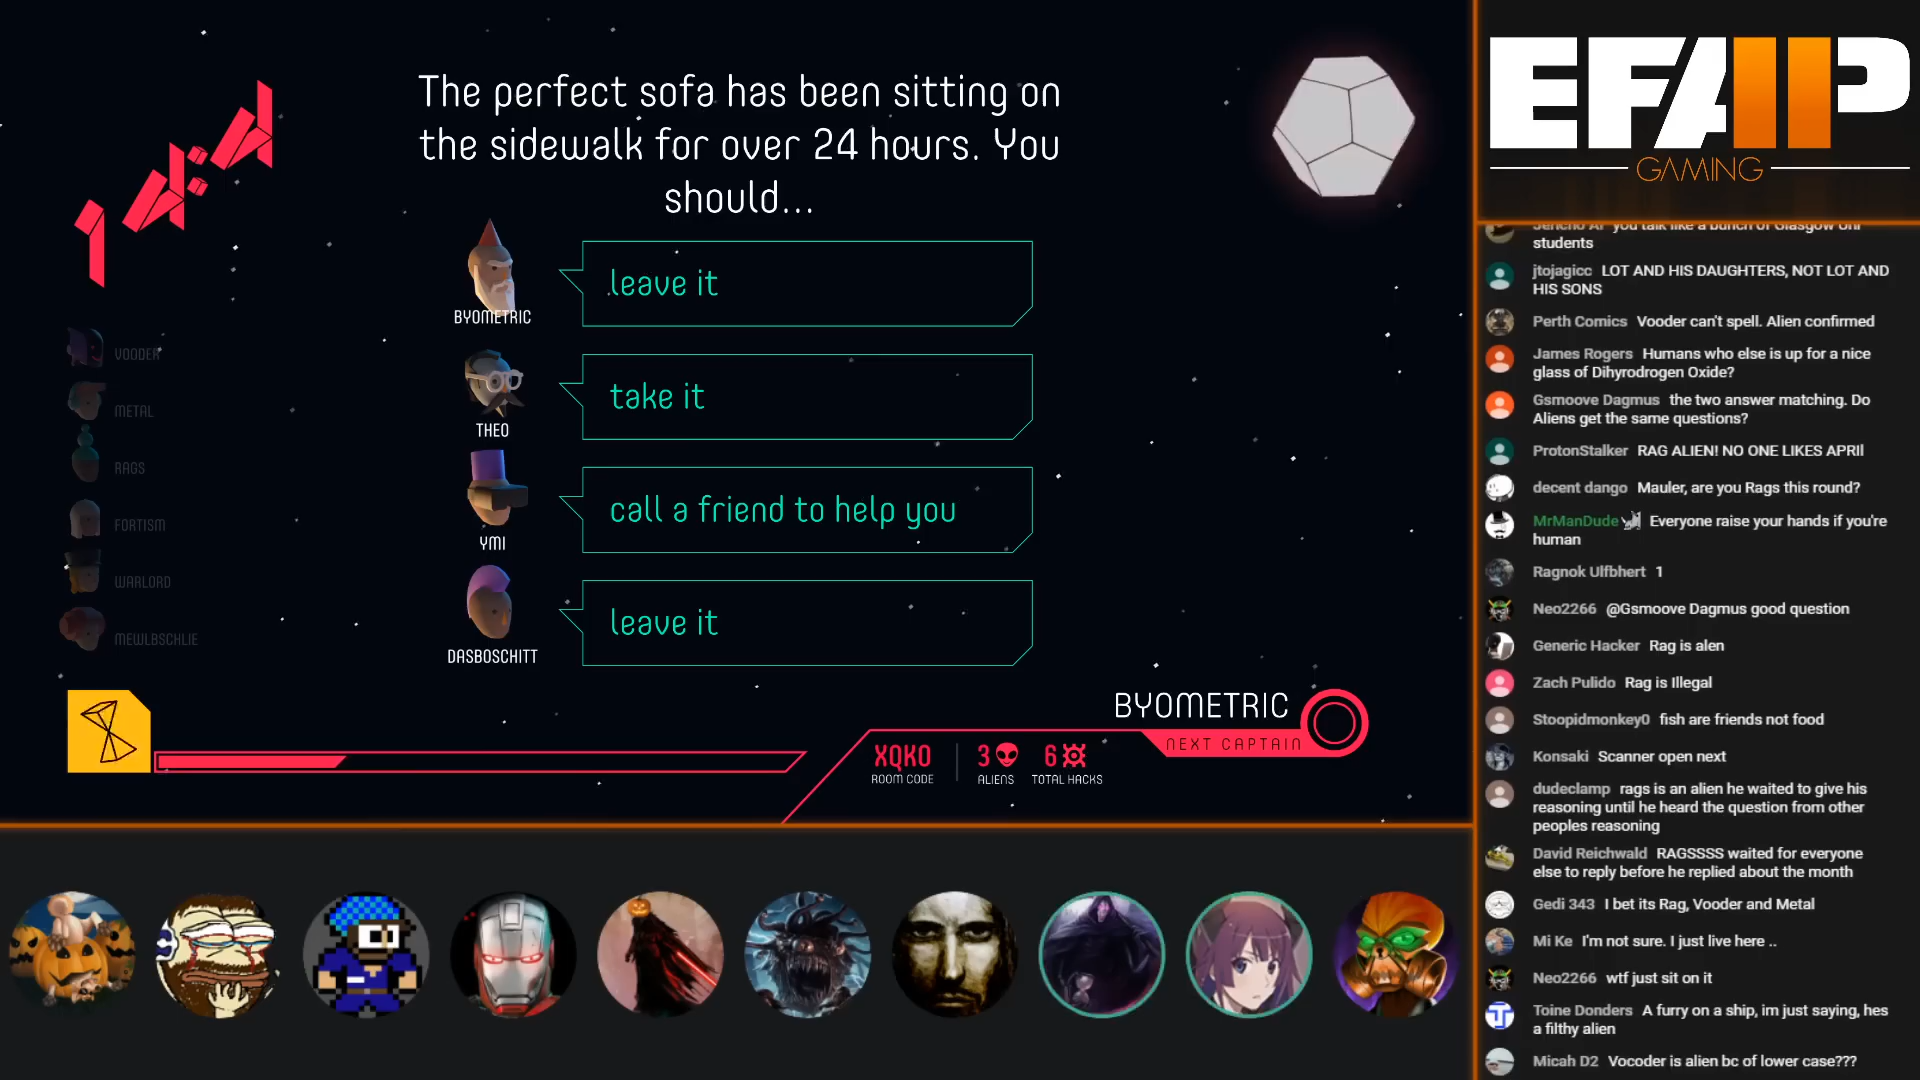 The perfect sofa has been sitting on
the sidewalk for over 24 hours. You
should...
leave it
BYOMETRIC
take it
THEO
call a friend to help you
YMI
leave it
DASBOSCHITT
VOODER
METAL
RAGS
FORTISM
WARLORD
MEWLBSCHLIE
BYOMETRIC
NEXT CAPTAIN
XQKO
ROOM CODE
3
ALIENS
6
TOTAL HACKS
EFAP
GAMING
you talk like a bunch of Glasgow Uni
students
jtojagicc LOT AND HIS DAUGHTERS, NOT LOT AND
HIS SONS
Perth Comics Vooder can't spell. Alien confirmed
James Rogers Humans who else is up for a nice
glass of Dihyrodrogen Oxide?
Gsmoove Dagmus the two answer matching. Do
Aliens get the same questions?
ProtonStalker RAG ALIEN! NO ONE LIKES APRIl
decent dango Mauler, are you Rags this round?
MrManDude Everyone raise your hands if you're
human
Ragnok Ulfbhert 1
Neo2266 @Gsmoove Dagmus good question
Generic Hacker Rag is alen
Zach Pulido Rag is Illegal
Stoopidmonkey0 fish are friends not food
Konsaki Scanner open next
dudeclamp rags is an alien he waited to give his
reasoning until he heard the question from other
peoples reasoning
David Reichwald RAGSSSS waited for everyone
else to reply before he replied about the month
Gedi 343 I bet its Rag, Vooder and Metal
Mi Ke I'm not sure. I just live here ..
Neo2266 wtf just sit on it
Toine Donders A furry on a ship, im just saying, hes
a filthy alien
Micah D2 Vocoder is alien bc of lower case???